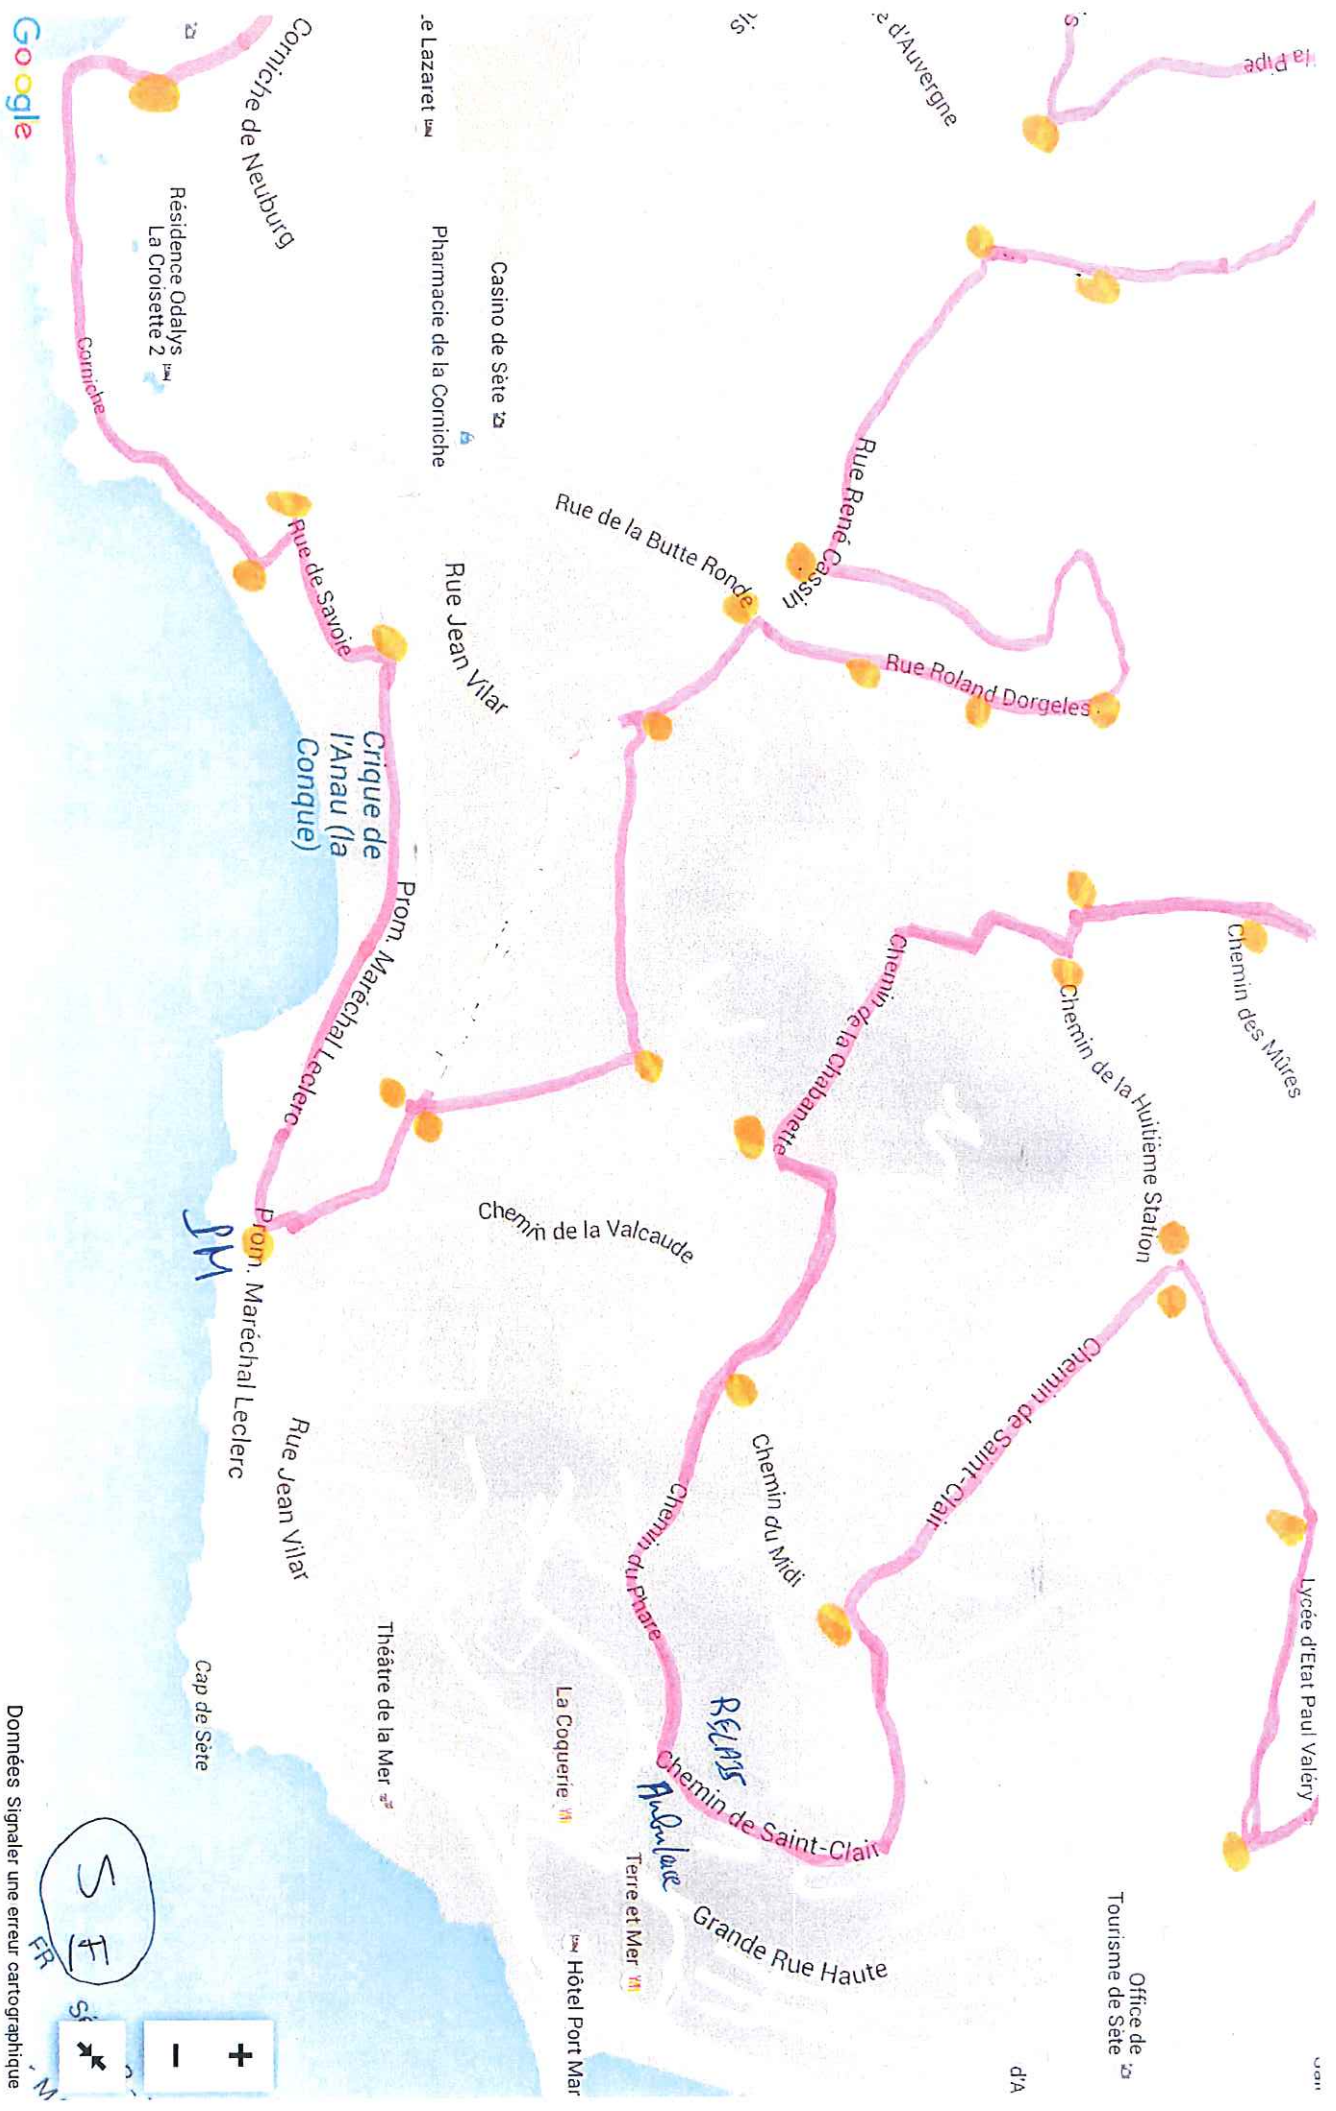 la Pipe
e d'Auvergne
Corniche de Neuburg
e Lazaret
Google
Résidence Odalys
La Croisette 2
Pharmacie de la Corniche
Casino de Sète
Corniche
Rue René Cassin
Rue de la Butte Ronde
Rue Roland Dorgeles
Rue de Savoie
Rue Jean Vilar
Crique de
l'Anau (la
Conque)
Prom. Maréchal Leclerc
Chemin des Mûres
Chemin de la Huitième Station
Chemin de la Chabanette
Chemin de la Valcaude
Prom. Maréchal Leclerc
PM
Rue Jean Vilar
Chemin de Saint-Clair
Chemin du Midi
Chemin du Phare
Lycée d'Etat Paul Valéry
RELAIS
Chemin de Saint-Clair
Théâtre de la Mer
Cap de Sète
La Coquerie
Terre et Mer
Grande Rue Haute
Hôtel Port Mar
Office de
Tourisme de Sète
d'A
S E
FR
+
−
Données Signaler une erreur cartographique